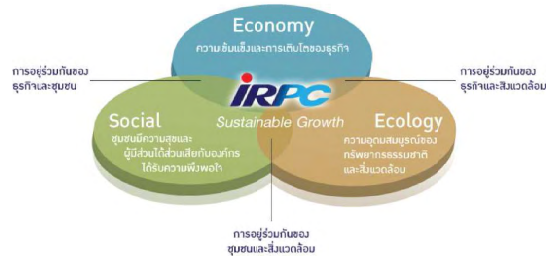 Economy
ความเข้มแข็งและการเติบโตของธุรกิจ
การอยู่ร่วมกันของ
ธุรกิจและชุมชน
การอยู่ร่วมกันของ
ธุรกิจและสิ่งแวดล้อม
IRPC
Sustainable Growth
Social
ชุมชนมีความสุขและ
ผู้มีส่วนได้ส่วนเสียกับองค์กร
ได้รับความพึงพอใจ
Ecology
ความอุดมสมบูรณ์ของ
ทรัพยากรธรรมชาติ
และสิ่งแวดล้อม
การอยู่ร่วมกันของ
ชุมชนและสิ่งแวดล้อม